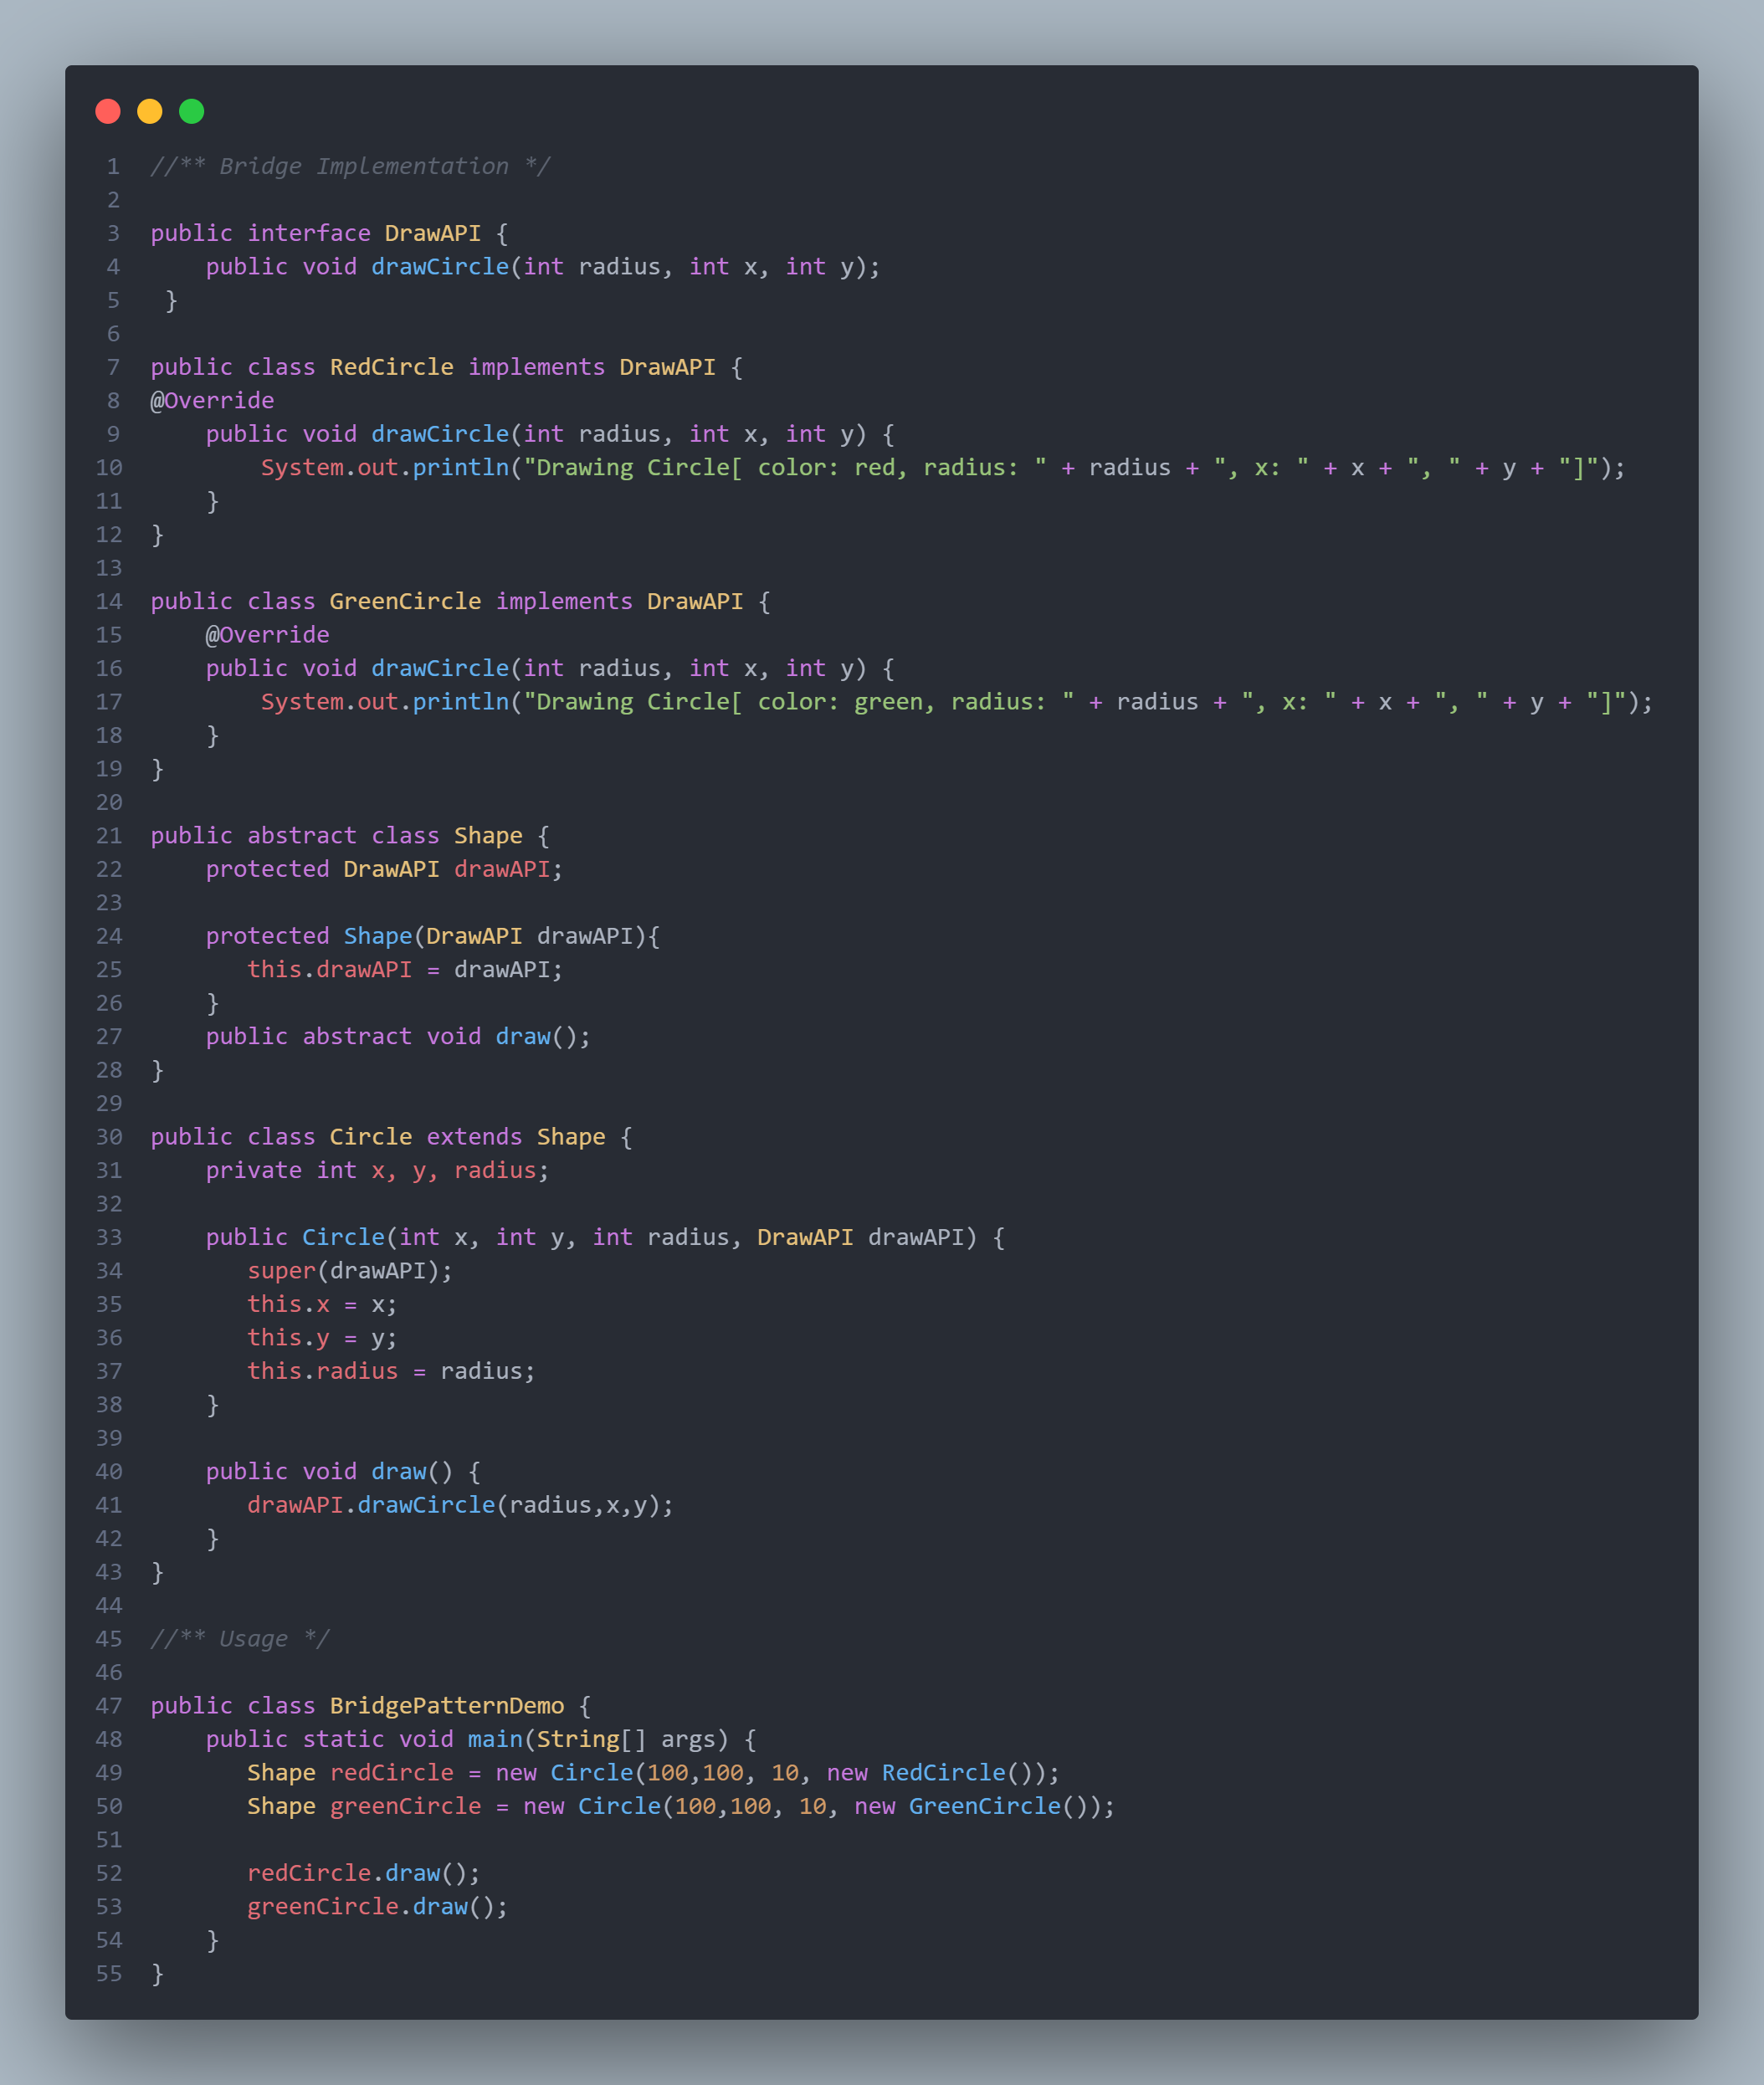 1 //** Bridge Implementation */
2
3 public interface DrawAPI {
4     public void drawCircle(int radius, int x, int y);
5  }
6
7 public class RedCircle implements DrawAPI {
8 @Override
9     public void drawCircle(int radius, int x, int y) {
10         System.out.println("Drawing Circle[ color: red, radius: " + radius + ", x: " + x + ", " + y + "]");
11     }
12 }
13
14 public class GreenCircle implements DrawAPI {
15     @Override
16     public void drawCircle(int radius, int x, int y) {
17         System.out.println("Drawing Circle[ color: green, radius: " + radius + ", x: " + x + ", " + y + "]");
18     }
19 }
20
21 public abstract class Shape {
22     protected DrawAPI drawAPI;
23
24     protected Shape(DrawAPI drawAPI){
25        this.drawAPI = drawAPI;
26     }
27     public abstract void draw();
28 }
29
30 public class Circle extends Shape {
31     private int x, y, radius;
32
33     public Circle(int x, int y, int radius, DrawAPI drawAPI) {
34        super(drawAPI);
35        this.x = x;
36        this.y = y;
37        this.radius = radius;
38     }
39
40     public void draw() {
41        drawAPI.drawCircle(radius,x,y);
42     }
43 }
44
45 //** Usage */
46
47 public class BridgePatternDemo {
48     public static void main(String[] args) {
49        Shape redCircle = new Circle(100,100, 10, new RedCircle());
50        Shape greenCircle = new Circle(100,100, 10, new GreenCircle());
51
52        redCircle.draw();
53        greenCircle.draw();
54     }
55 }